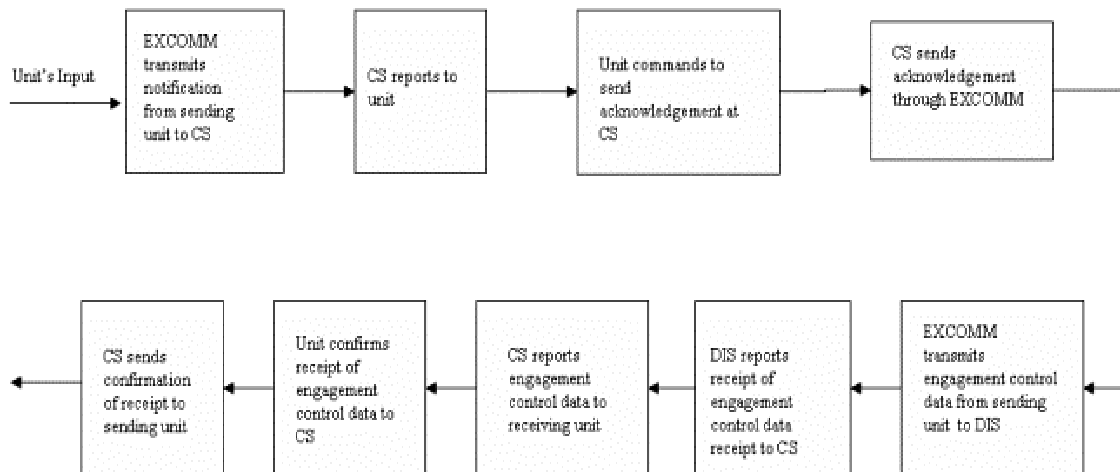 Unit's Input
EXCOMM
transmits
notification
from sending
unit to CS
CS reports to
unit
Unit commands to
send
acknowledgement at
CS
CS sends
acknowledgement
through EXCOMM
CS sends
confirmation
of receipt to
sending unit
Unit confirms
receipt of
engagement
control data to
CS
CS reports
engagement
control data to
receiving unit
DIS reports
receipt of
engagement
control data
receipt to CS
EXCOMM
transmits
engagement control
data from sending
unit to DIS